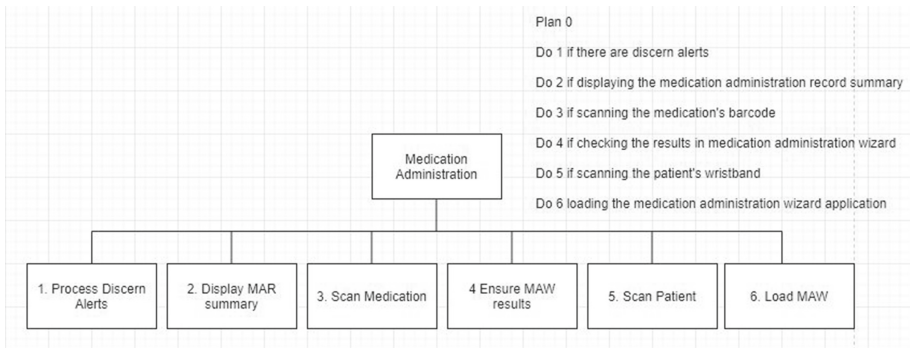 Plan 0
Do 1 if there are discern alerts
Do 2 if displaying the medication administration record summary
Do 3 if scanning the medication's barcode
Do 4 if checking the results in medication administration wizard
Do 5 if scanning the patient's wristband
Do 6 loading the medication administration wizard application
Medication
Administration
1. Process Discern
Alerts
2. Display MAR
summary
3. Scan Medication
4 Ensure MAW
results
5. Scan Patient
6. Load MAW